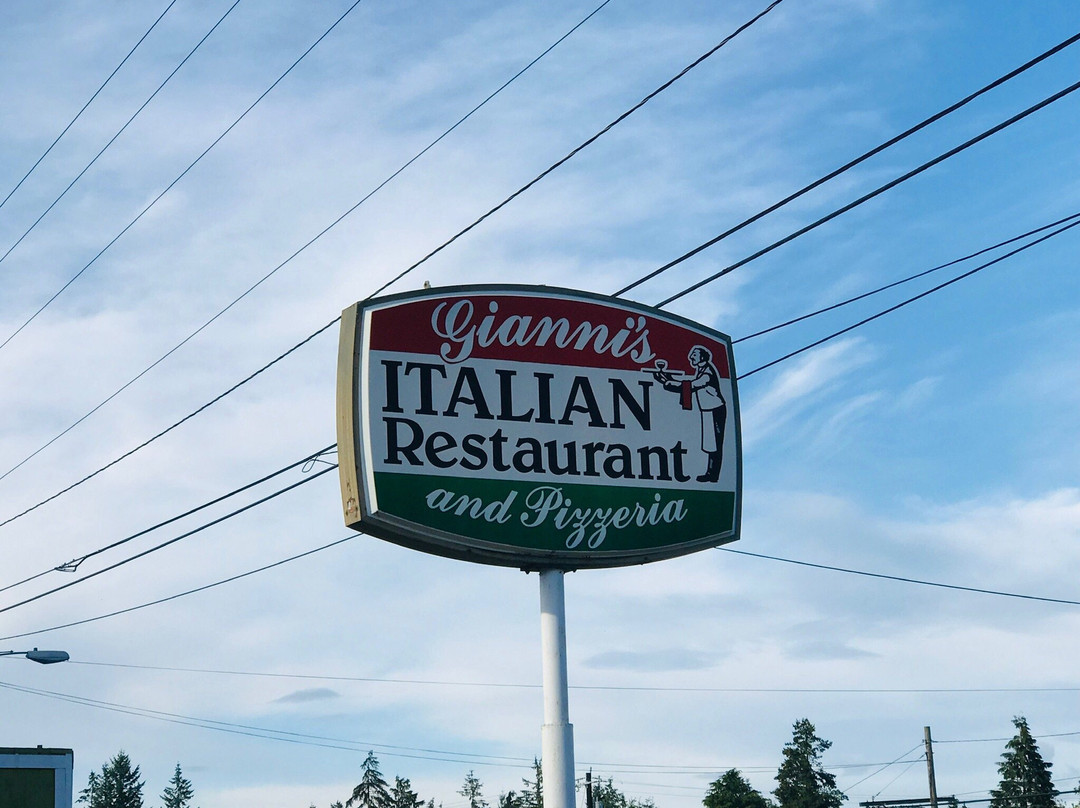 Gianni's
ITALIAN
Restaurant
and Pizzeria